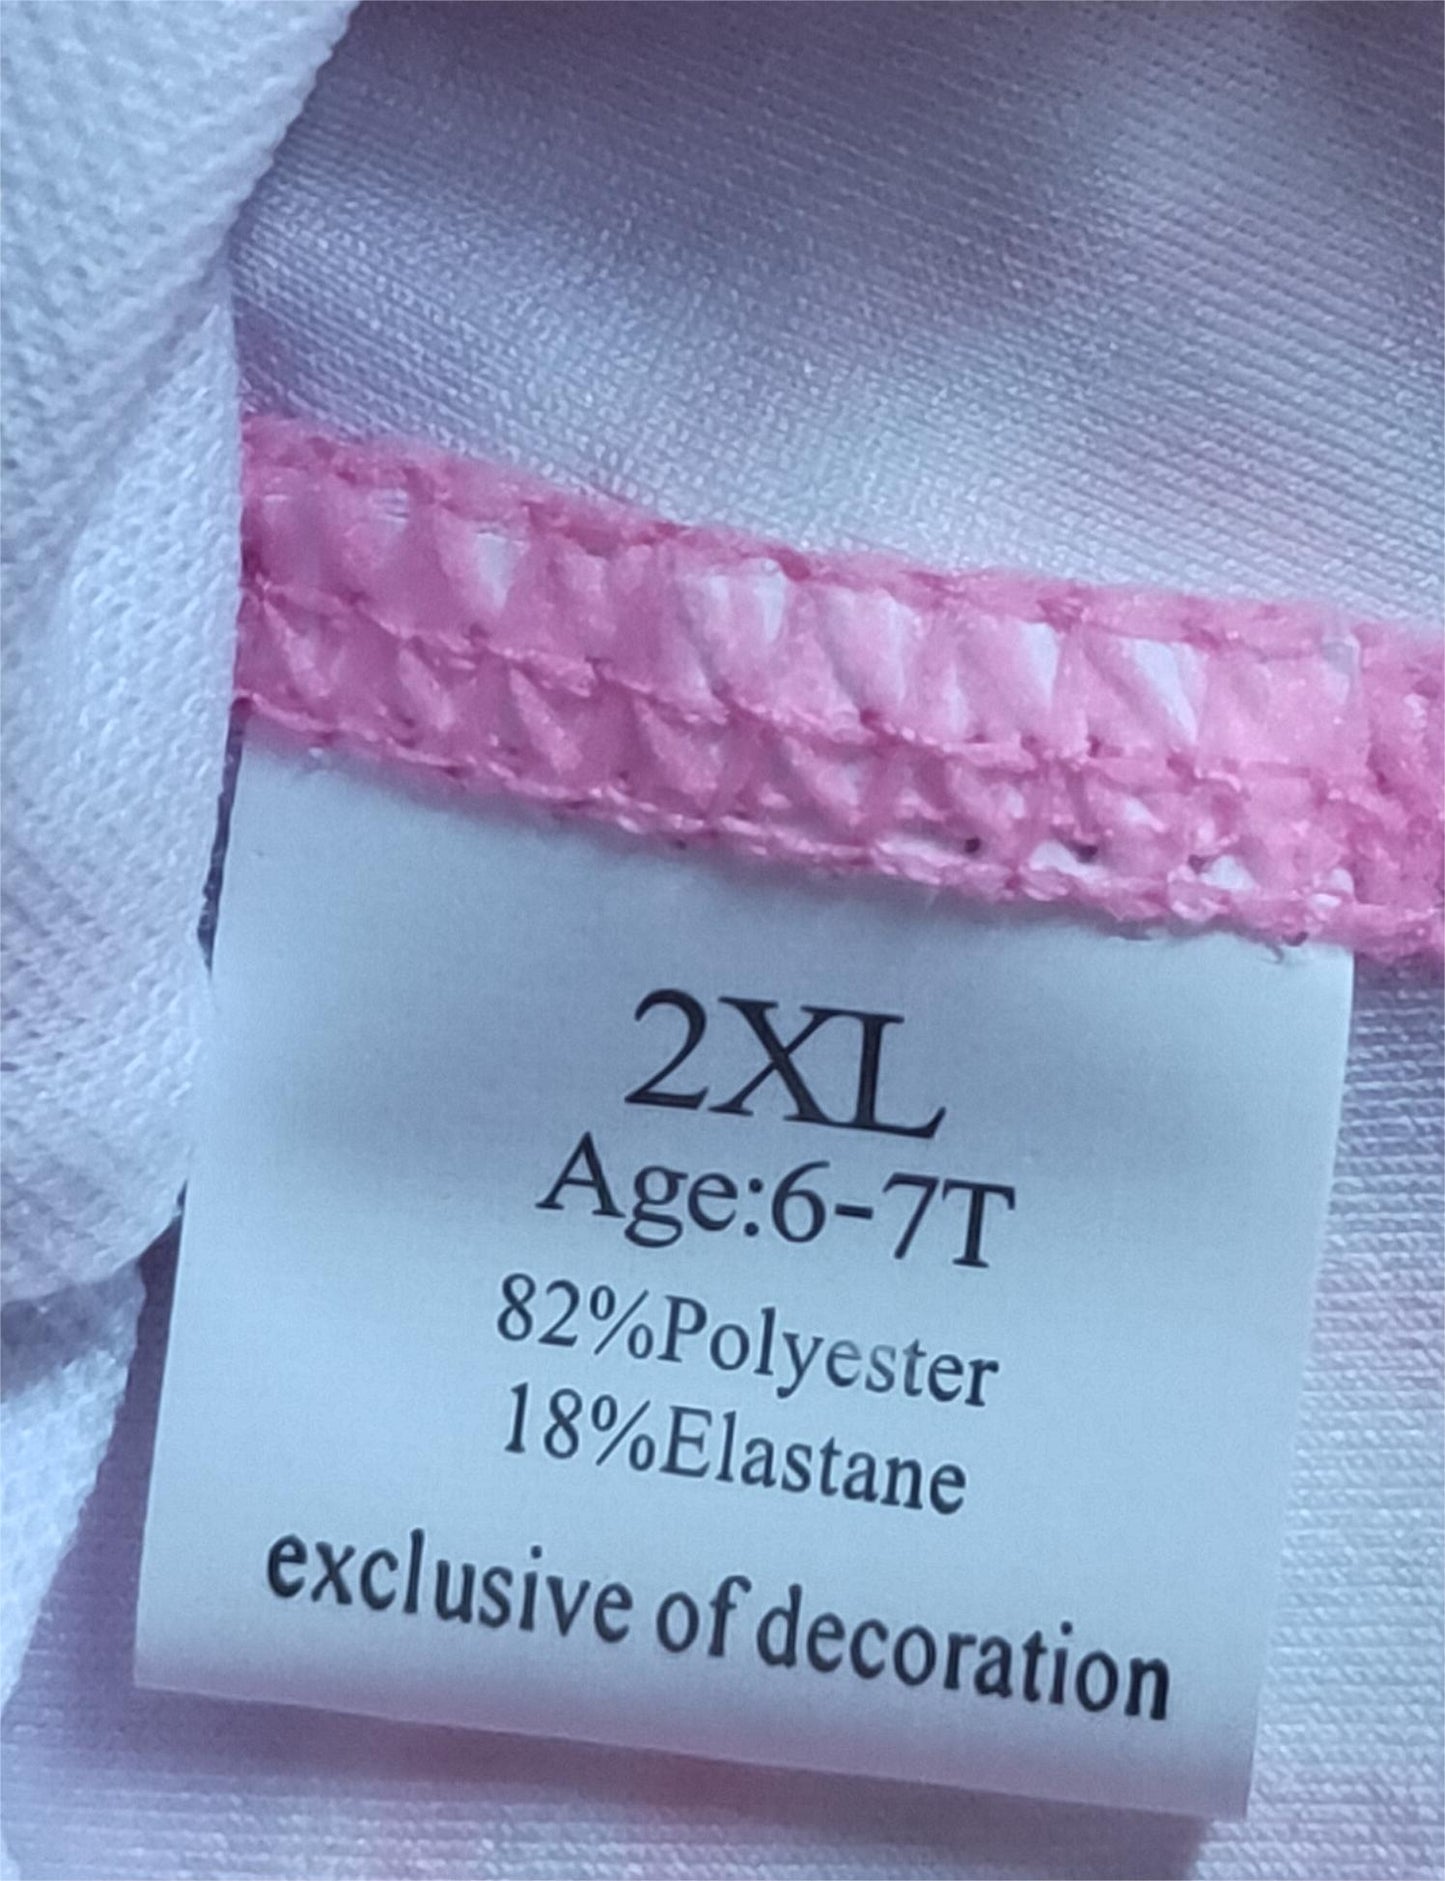 2XL
Age:6-7T
82%Polyester
18%Elastane
exclusive of decoration